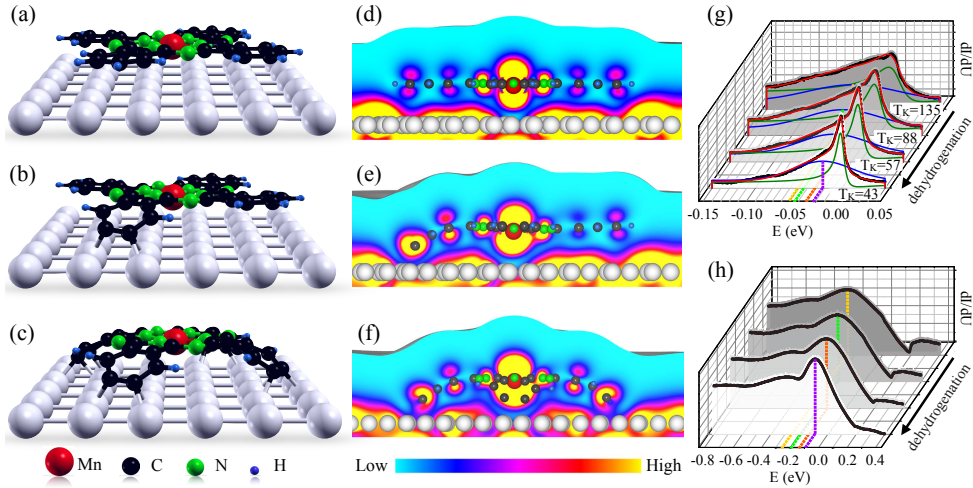 (a)
(b)
(c)
Mn C N H
(d)
(e)
(f)
Low High
(g)
dI/dU
T_K=135
T_K=88
T_K=57
T_K=43
dehydrogenation
-0.15 -0.10 -0.05 0.00 0.05
E (eV)
(h)
dI/dU
dehydrogenation
-0.8 -0.6 -0.4 -0.2 0.0 0.2 0.4
E (eV)